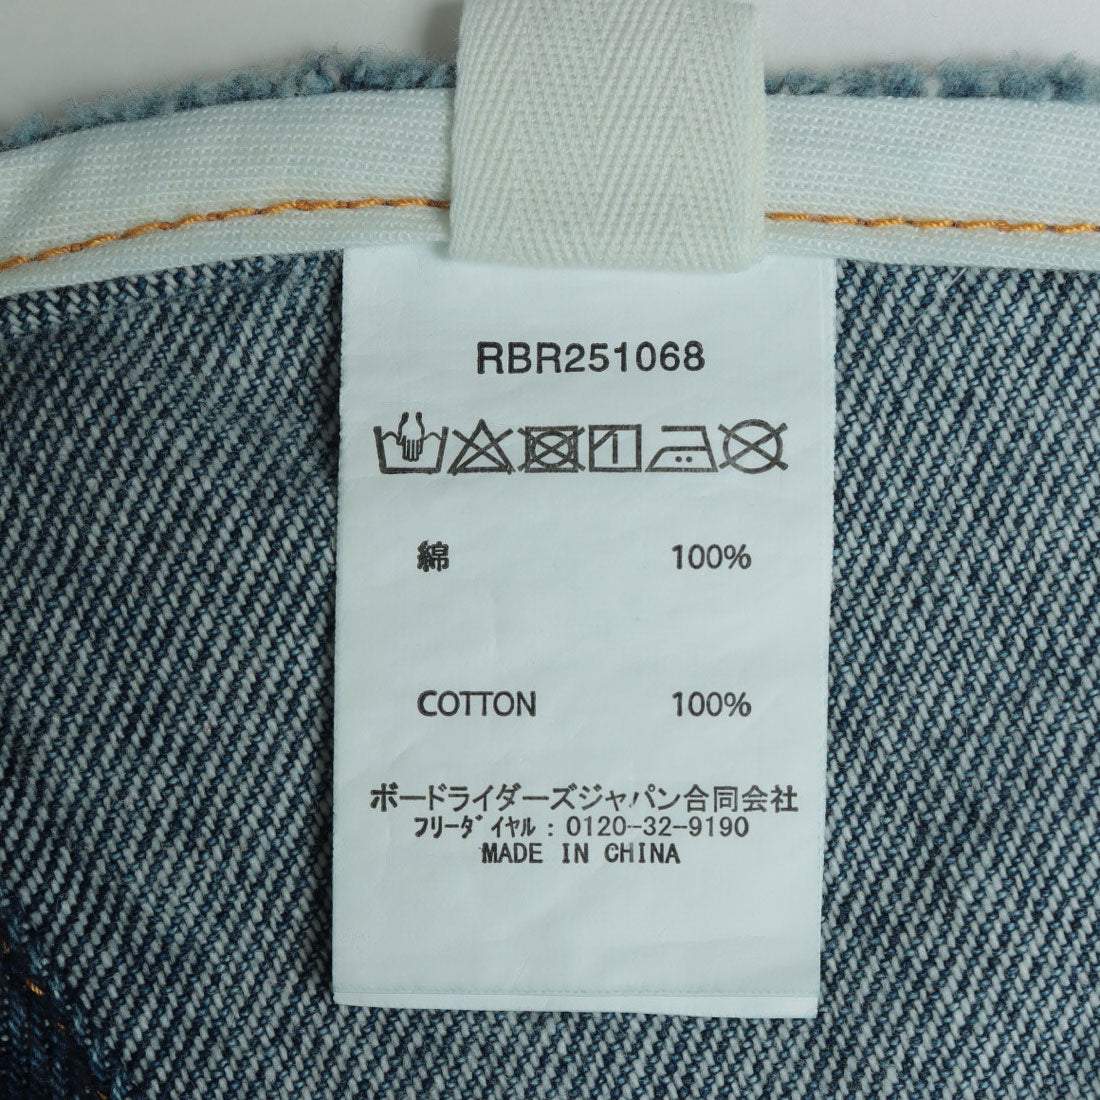 RBR251068
綿 100%
COTTON 100%
ボードライダーズジャパン合同会社
フリーダイヤル : 0120-32-9190
MADE IN CHINA